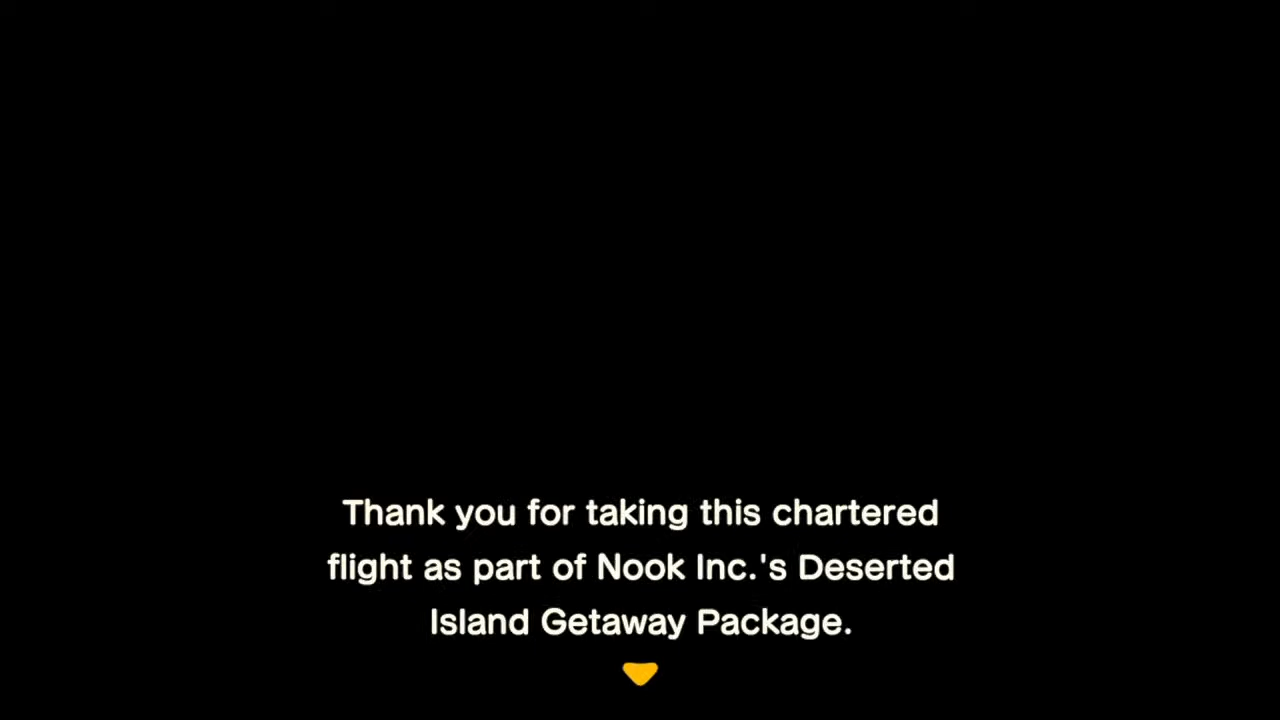 Thank you for taking this chartered
flight as part of Nook Inc.'s Deserted
Island Getaway Package.